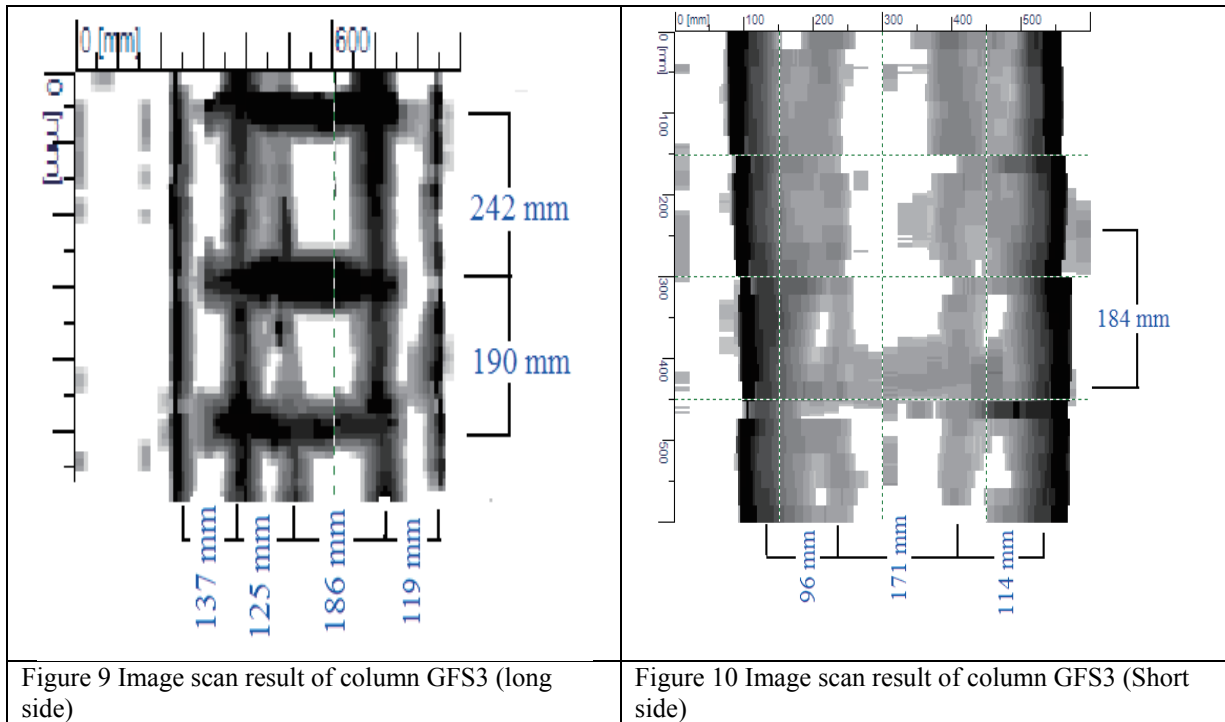 0 [mm]
600
0 [mm]
242 mm
190 mm
137 mm
125 mm
186 mm
119 mm
Figure 9 Image scan result of column GFS3 (long
side)
0 [mm]
100
200
300
400
500
0 [mm]
100
200
300
400
500
184 mm
96 mm
171 mm
114 mm
Figure 10 Image scan result of column GFS3 (Short
side)